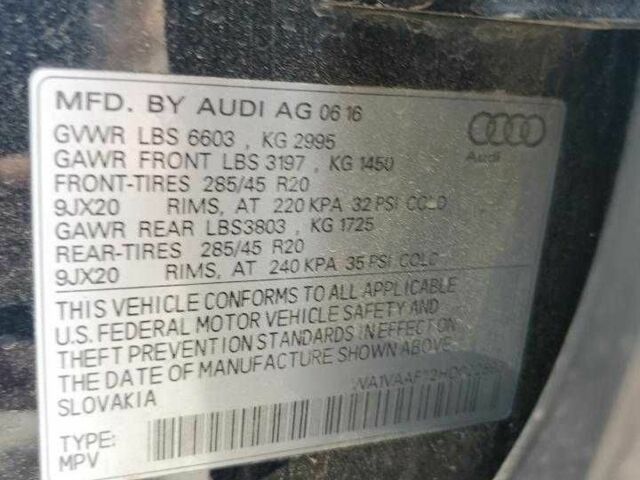 MFD. BY AUDI AG 06 16
GVWR LBS 6603 , KG 2995
GAWR FRONT LBS 3197 , KG 1450
FRONT-TIRES 285/45 R20
9JX20 RIMS, AT 220 KPA 32 PSI COLD
GAWR REAR LBS3803 , KG 1725
REAR-TIRES 285/45 R20
9JX20 RIMS, AT 240 KPA 35 PSI COLD
Audi
THIS VEHICLE CONFORMS TO ALL APPLICABLE
U.S. FEDERAL MOTOR VEHICLE SAFETY AND
THEFT PREVENTION STANDARDS IN EFFECT ON
THE DATE OF MANUFACTURE SHOWN ABOVE.
SLOVAKIA
TYPE:
MPV